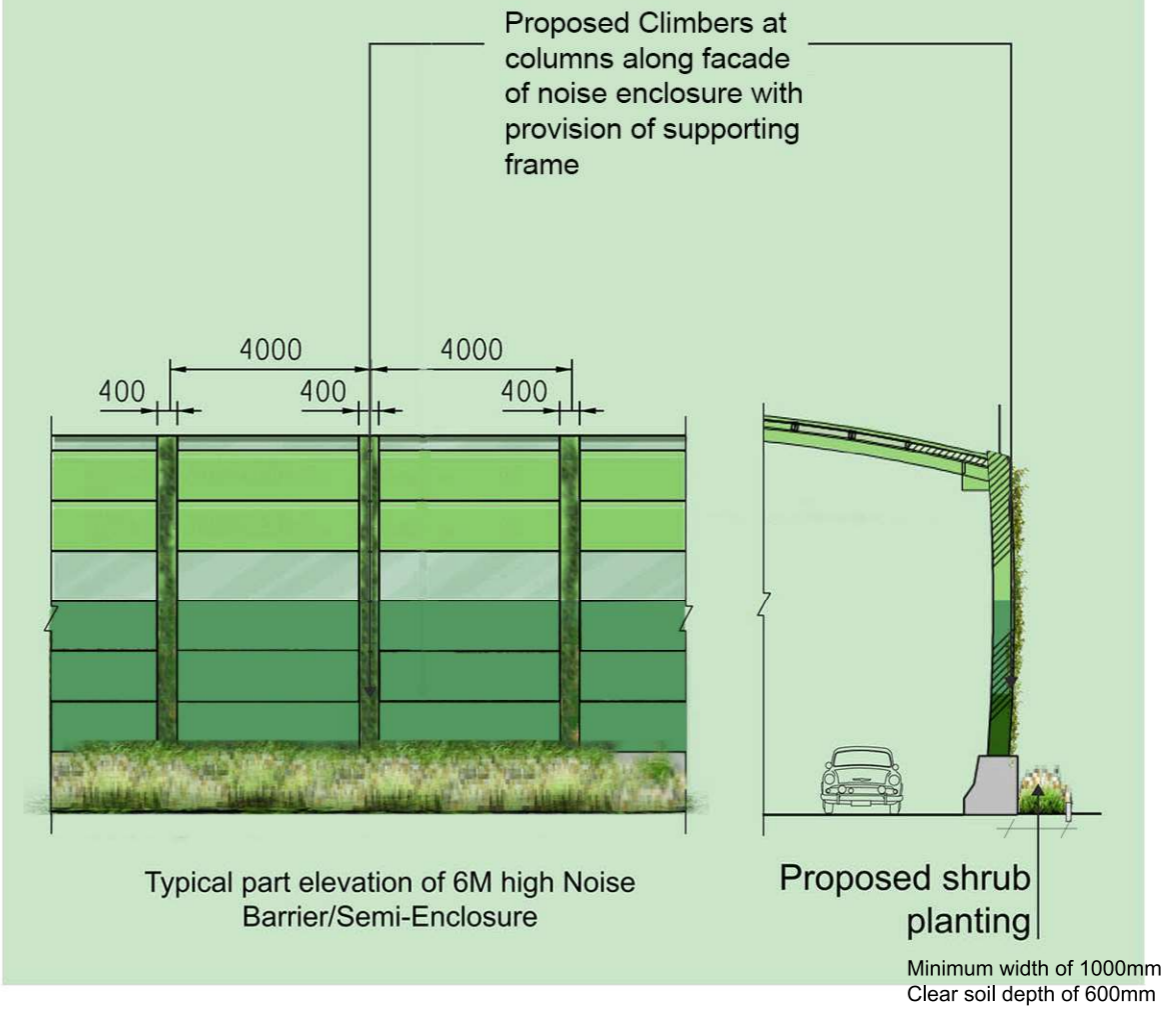 Proposed Climbers at
columns along facade
of noise enclosure with
provision of supporting
frame
4000
4000
400
400
400
Typical part elevation of 6M high Noise
Barrier/Semi-Enclosure
Proposed shrub
planting
Minimum width of 1000mm
Clear soil depth of 600mm